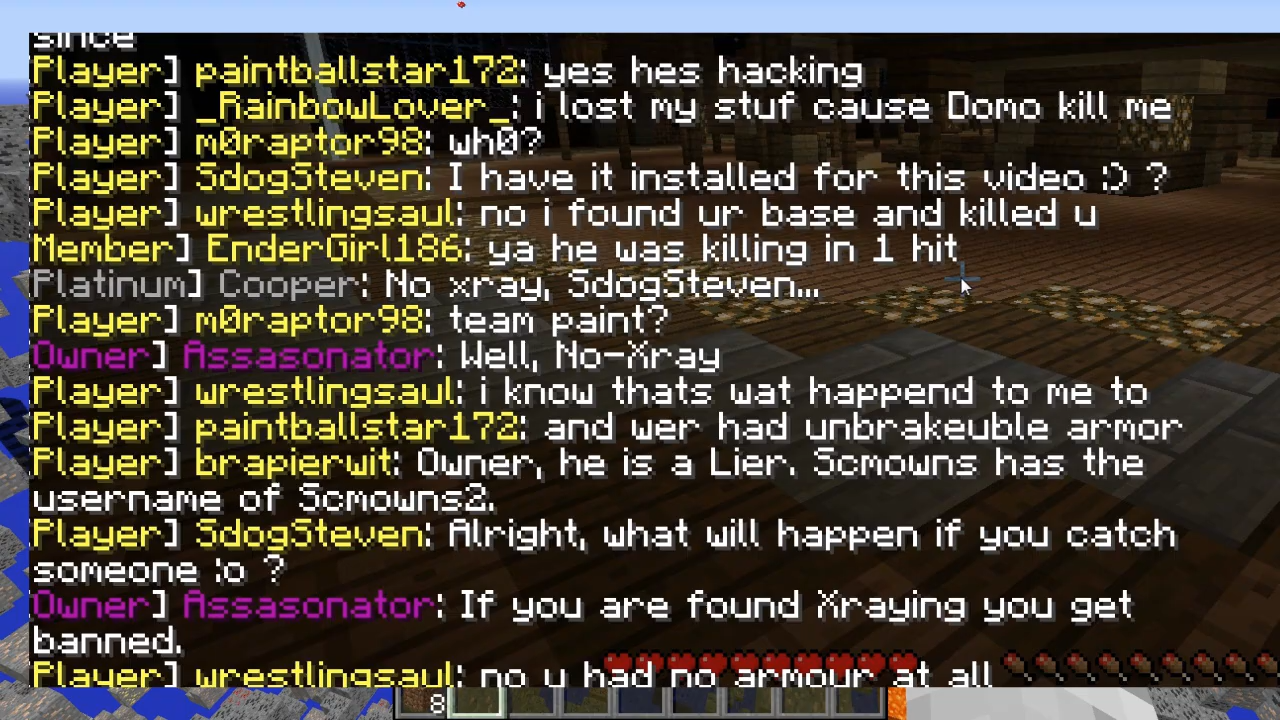 since
Player] paintballstar172: yes hes hacking
Player] _RainbowLover_: i lost my stuf cause Domo kill me
Player] m0raptor98: wh0?
Player] SdogSteven: I have it installed for this video :) ?
Player] wrestlingsaul: no i found ur base and killed u
Member] EnderGirl186: ya he was killing in 1 hit
Platinum] Cooper: No xray, SdogSteven...
Player] m0raptor98: team paint?
Owner] Assasonator: Well, No-Xray
Player] wrestlingsaul: i know thats wat happend to me to
Player] paintballstar172: and wer had unbrakeuble armor
Player] brapierwit: Owner, he is a Lier. Scmowns has the
username of Scmowns2.
Player] SdogSteven: Alright, what will happen if you catch
someone :o ?
Owner] Assasonator: If you are found Xraying you get
banned.
Player] wrestlingsaul: no u had no armour at all
8